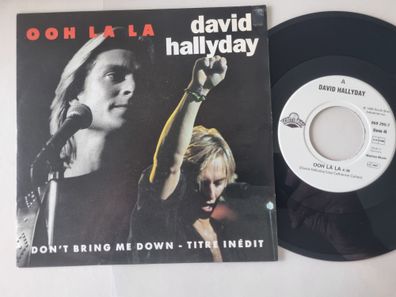 OOH LA LA
david
hallyday
DON'T BRING ME DOWN - TITRE INÉDIT
A
DAVID HALLYDAY
OOH LA LA